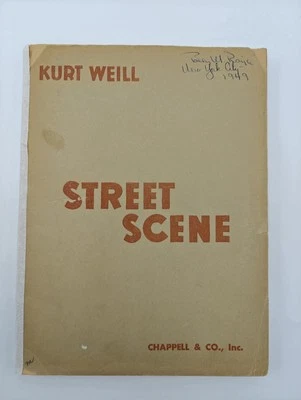 KURT WEILL
New York City
1949
STREET
SCENE
CHAPPELL & CO., Inc.